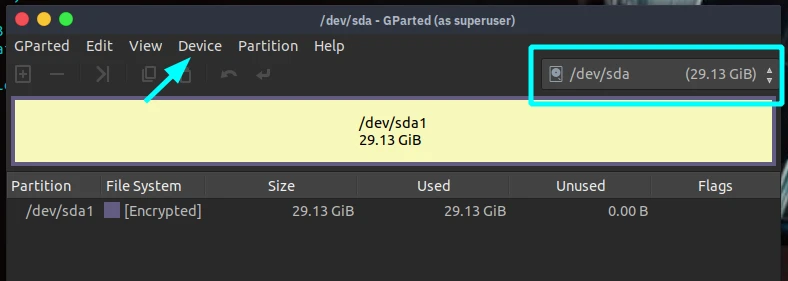 /dev/sda - GParted (as superuser)
GParted Edit View Device Partition Help
/dev/sda (29.13 GiB)
/dev/sda1
29.13 GiB
Partition File System Size Used Unused Flags
/dev/sda1 [Encrypted] 29.13 GiB 29.13 GiB 0.00 B